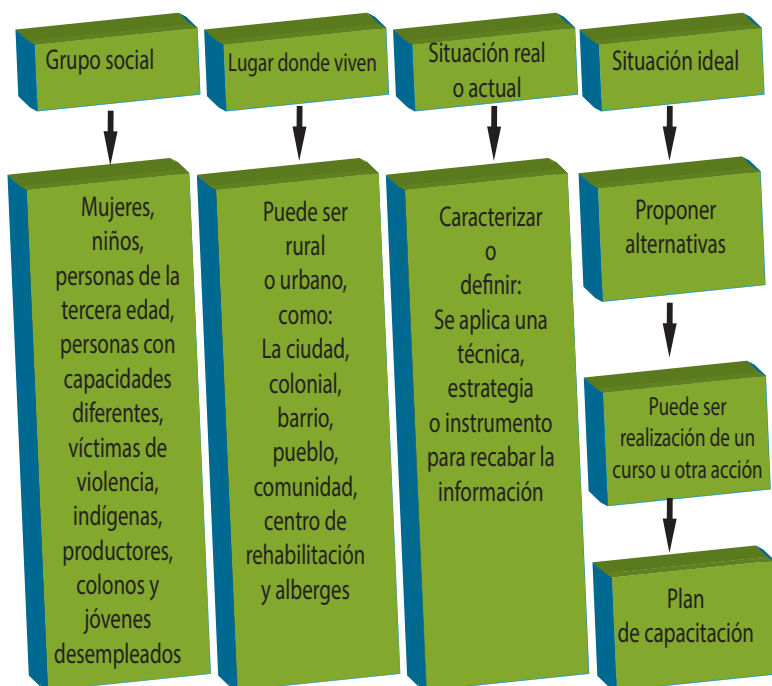 Grupo social
Mujeres,
niños,
personas de la
tercera edad,
personas con
capacidades
diferentes,
víctimas de
violencia,
indígenas,
productores,
colonos y
jóvenes
desempleados
Lugar donde viven
Puede ser
rural
o urbano,
como:
La ciudad,
colonial,
barrio,
pueblo,
comunidad,
centro de
rehabilitación
y alberges
Situación real
o actual
Caracterizar
o
definir:
Se aplica una
técnica,
estrategia
o instrumento
para recabar la
información
Situación ideal
Proponer
alternativas
Puede ser
realización de un
curso u otra acción
Plan
de capacitación